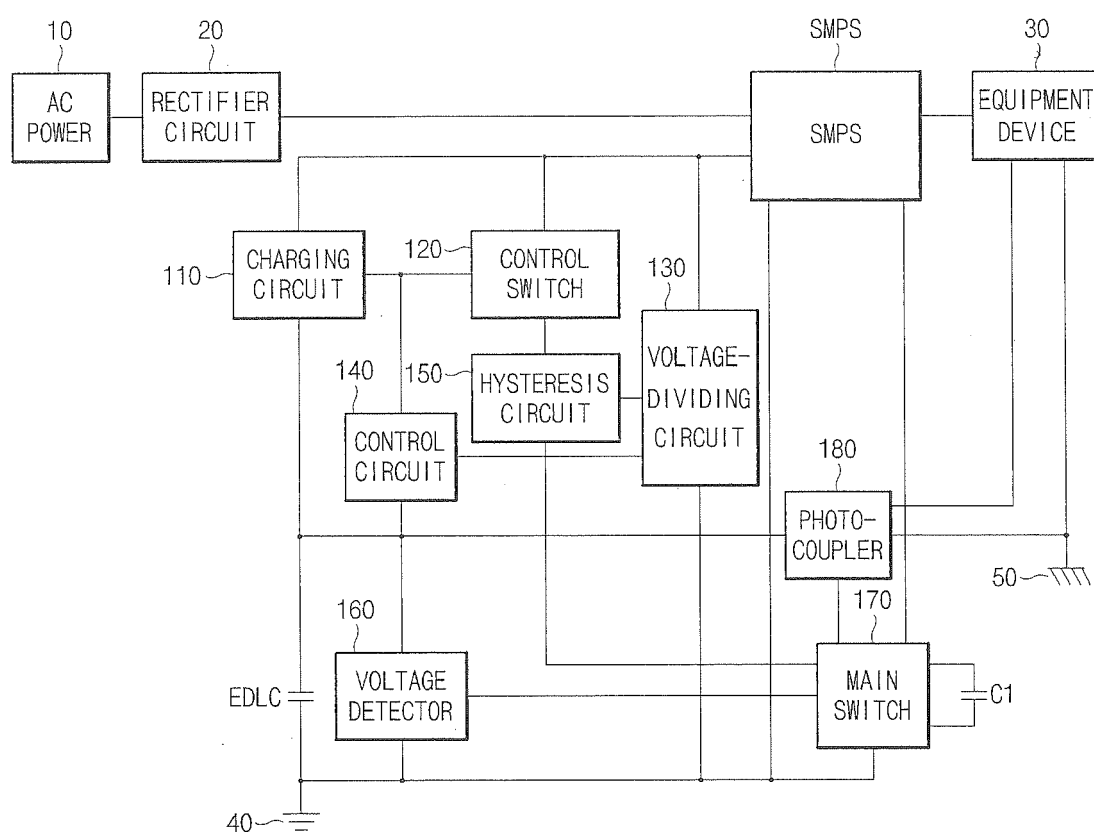 10
20
SMPS
30
AC
POWER
RECTIFIER
CIRCUIT
SMPS
EQUIPMENT
DEVICE
110
CHARGING
CIRCUIT
120
CONTROL
SWITCH
130
140
150
HYSTERESIS
CIRCUIT
VOLTAGE-
DIVIDING
CIRCUIT
CONTROL
CIRCUIT
180
PHOTO-
COUPLER
50
160
170
EDLC
VOLTAGE
DETECTOR
MAIN
SWITCH
C1
40